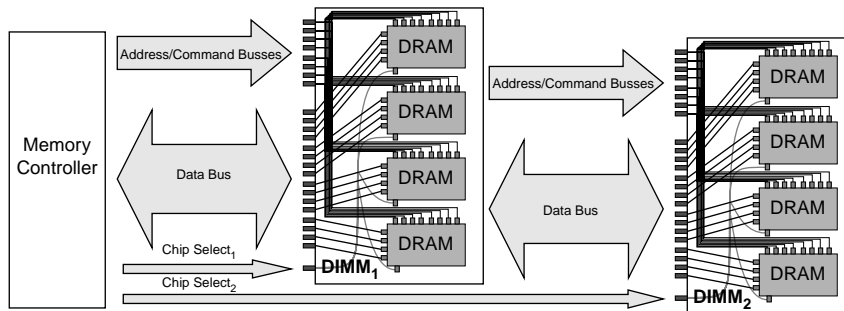 Memory
Controller
Address/Command Busses
Data Bus
Chip Select1
Chip Select2
DRAM
DRAM
DRAM
DRAM
DIMM1
Address/Command Busses
Data Bus
DRAM
DRAM
DRAM
DRAM
DIMM2